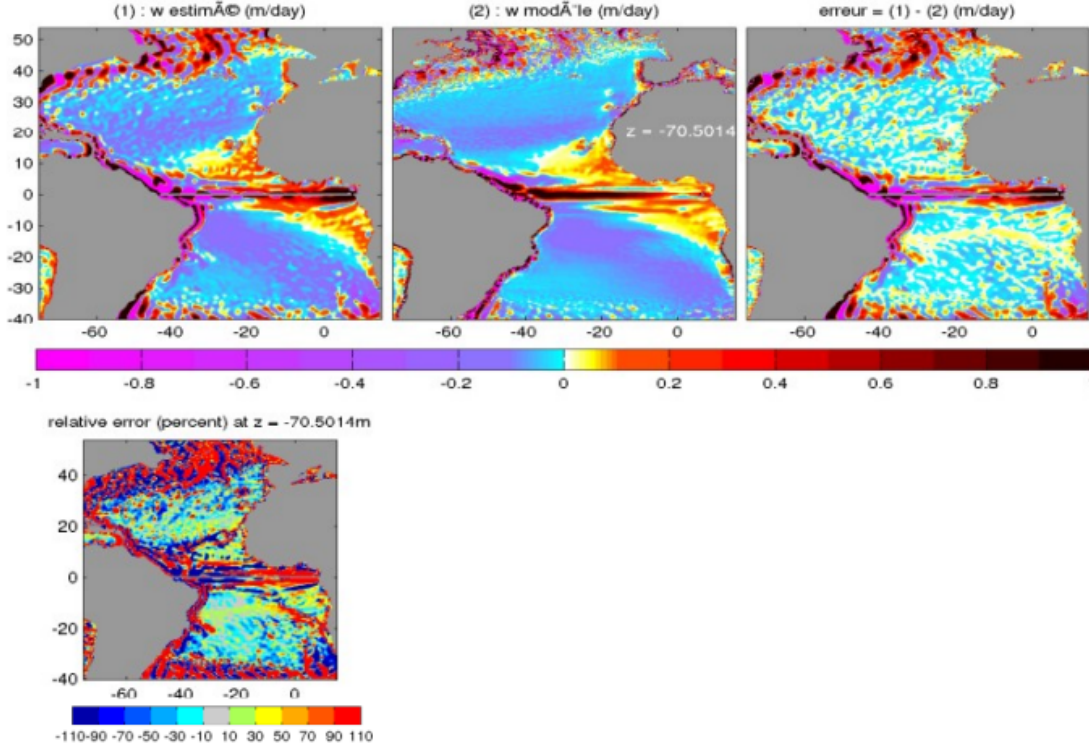 (1) : w estimÃ© (m/day)
(2) : w modÃ¨le (m/day)
erreur = (1) - (2) (m/day)
50
40
30
20
10
0
-10
-20
-30
-40
z = -70.5014
-60 -40 -20 0
-60 -40 -20 0
-60 -40 -20 0
-1 -0.8 -0.6 -0.4 -0.2 0 0.2 0.4 0.6 0.8
relative error (percent) at z = -70.5014m
40
20
0
-20
-40
-60 -40 -20 0
-110-90 -70 -50 -30 -10 10 30 50 70 90 110